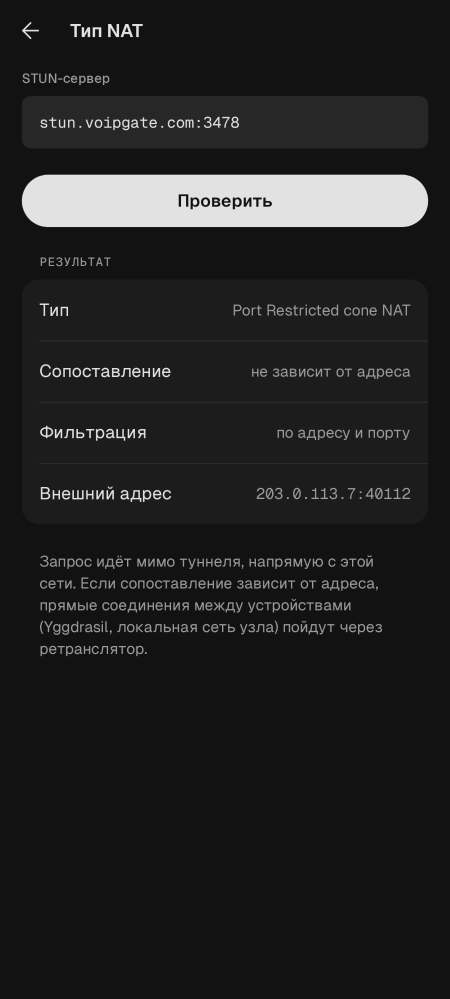 Тип NAT
STUN-сервер
stun.voipgate.com:3478
Проверить
РЕЗУЛЬТАТ
Тип Port Restricted cone NAT
Сопоставление не зависит от адреса
Фильтрация по адресу и порту
Внешний адрес 203.0.113.7:40112
Запрос идёт мимо туннеля, напрямую с этой
сети. Если сопоставление зависит от адреса,
прямые соединения между устройствами
(Yggdrasil, локальная сеть узла) пойдут через
ретранслятор.